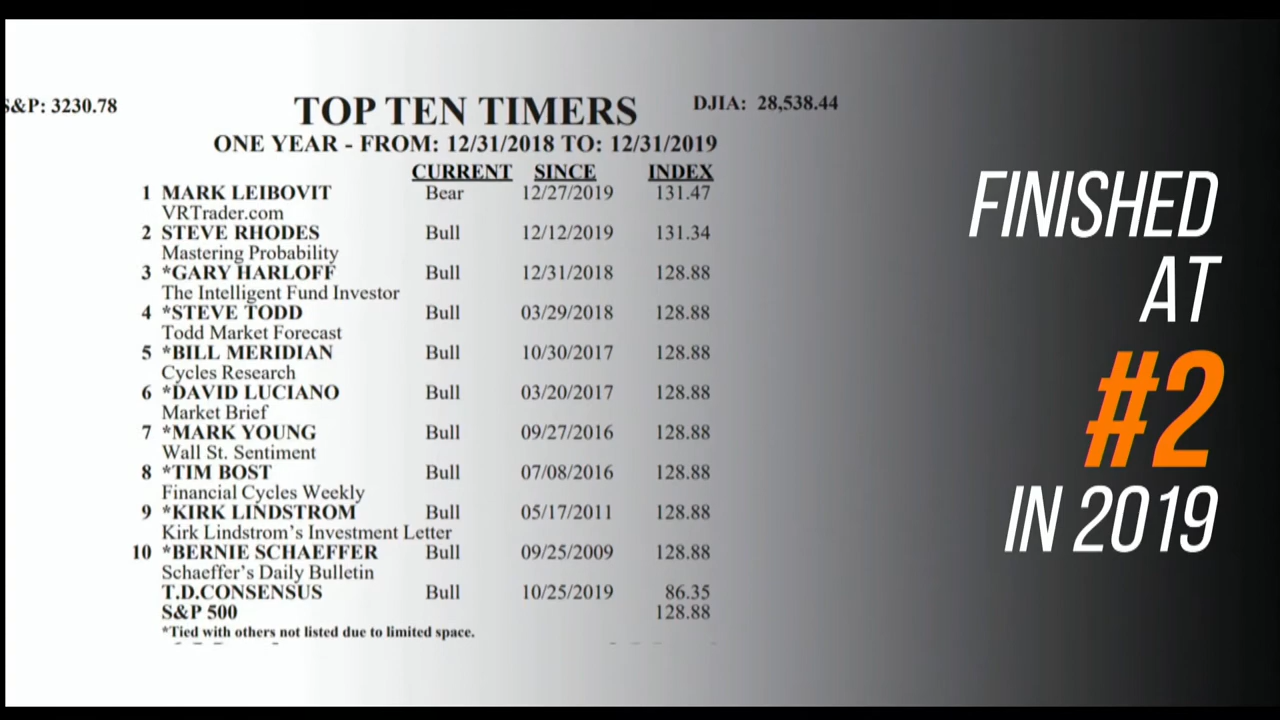 S&P: 3230.78
TOP TEN TIMERS
DJIA: 28,538.44
ONE YEAR - FROM: 12/31/2018 TO: 12/31/2019
CURRENT SINCE INDEX
1 MARK LEIBOVIT Bear 12/27/2019 131.47
VRTrader.com
2 STEVE RHODES Bull 12/12/2019 131.34
Mastering Probability
3 *GARY HARLOFF Bull 12/31/2018 128.88
The Intelligent Fund Investor
4 *STEVE TODD Bull 03/29/2018 128.88
Todd Market Forecast
5 *BILL MERIDIAN Bull 10/30/2017 128.88
Cycles Research
6 *DAVID LUCIANO Bull 03/20/2017 128.88
Market Brief
7 *MARK YOUNG Bull 09/27/2016 128.88
Wall St. Sentiment
8 *TIM BOST Bull 07/08/2016 128.88
Financial Cycles Weekly
9 *KIRK LINDSTROM Bull 05/17/2011 128.88
Kirk Lindstrom's Investment Letter
10 *BERNIE SCHAEFFER Bull 09/25/2009 128.88
Schaeffer's Daily Bulletin
T.D.CONSENSUS Bull 10/25/2019 86.35
S&P 500 128.88
*Tied with others not listed due to limited space.
FINISHED
AT
#2
IN 2019